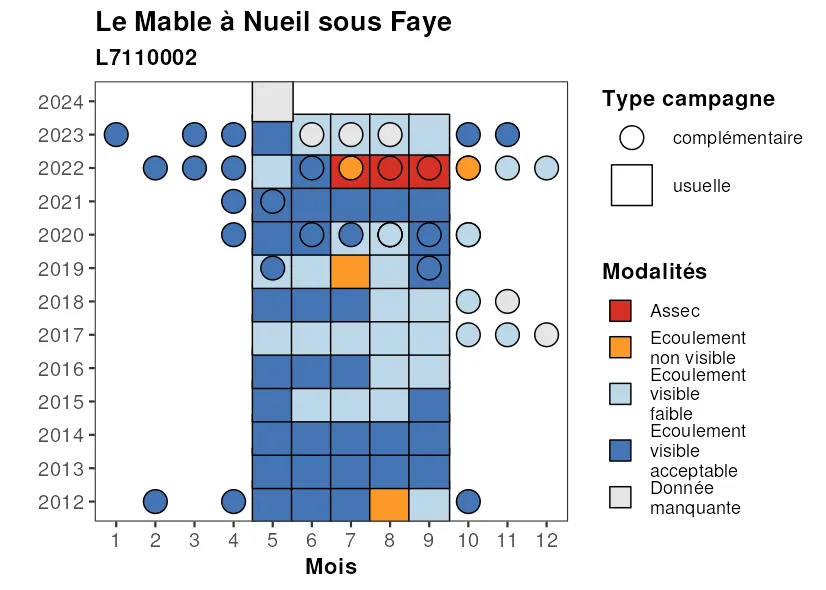 Le Mable à Nueil sous Faye
L7110002
2024
2023
2022
2021
2020
2019
2018
2017
2016
2015
2014
2013
2012
1 2 3 4 5 6 7 8 9 10 11 12
Mois
Type campagne
complémentaire
usuelle
Modalités
Assec
Ecoulement
non visible
Ecoulement
visible
faible
Ecoulement
visible
acceptable
Donnée
manquante